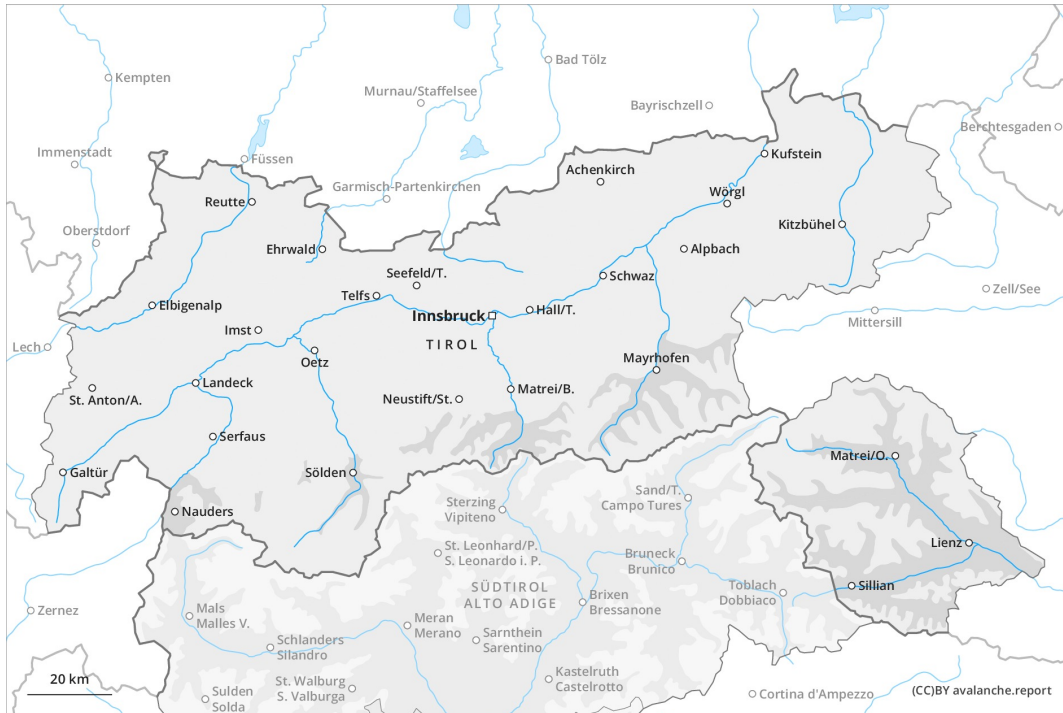 Kempten
Bad Tölz
Murnau/Staffelsee
Bayrischzell
Berchtesgaden
Immenstadt
Füssen
Kufstein
Achenkirch
Garmisch-Partenkirchen
Wörgl
Reutte
Oberstdorf
Kitzbühel
Ehrwald
Alpbach
Seefeld/T.
Schwaz
Zell/See
Telfs
Elbigenalp
Innsbruck
Hall/T.
Mittersill
Imst
TIROL
Lech
Oetz
Mayrhofen
Landeck
St. Anton/A.
Neustift/St.
Matrei/B.
Serfaus
Matrei/O.
Galtür
Sölden
Sand/T.
Campo Tures
Sterzing
Vipiteno
Nauders
Lienz
St. Leonhard/P.
S. Leonardo i. P.
Bruneck
Brunico
Sillian
SÜDTIROL
ALTO ADIGE
Toblach
Dobbiaco
Brixen
Bressanone
Zernez
Mals
Malles V.
Meran
Merano
Sarnthein
Sarentino
Schlanders
Silandro
Kastelruth
Castelrotto
20 km
St. Walburg
S. Valburga
Sulden
Solda
Cortina d'Ampezzo
(CC)BY avalanche.report